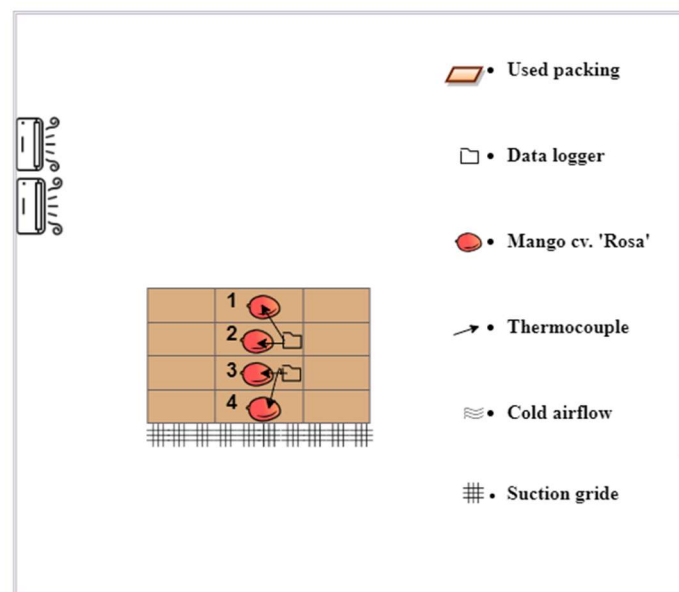 Used packing
Data logger
Mango cv. 'Rosa'
Thermocouple
Cold airflow
Suction gride
1
2
3
4